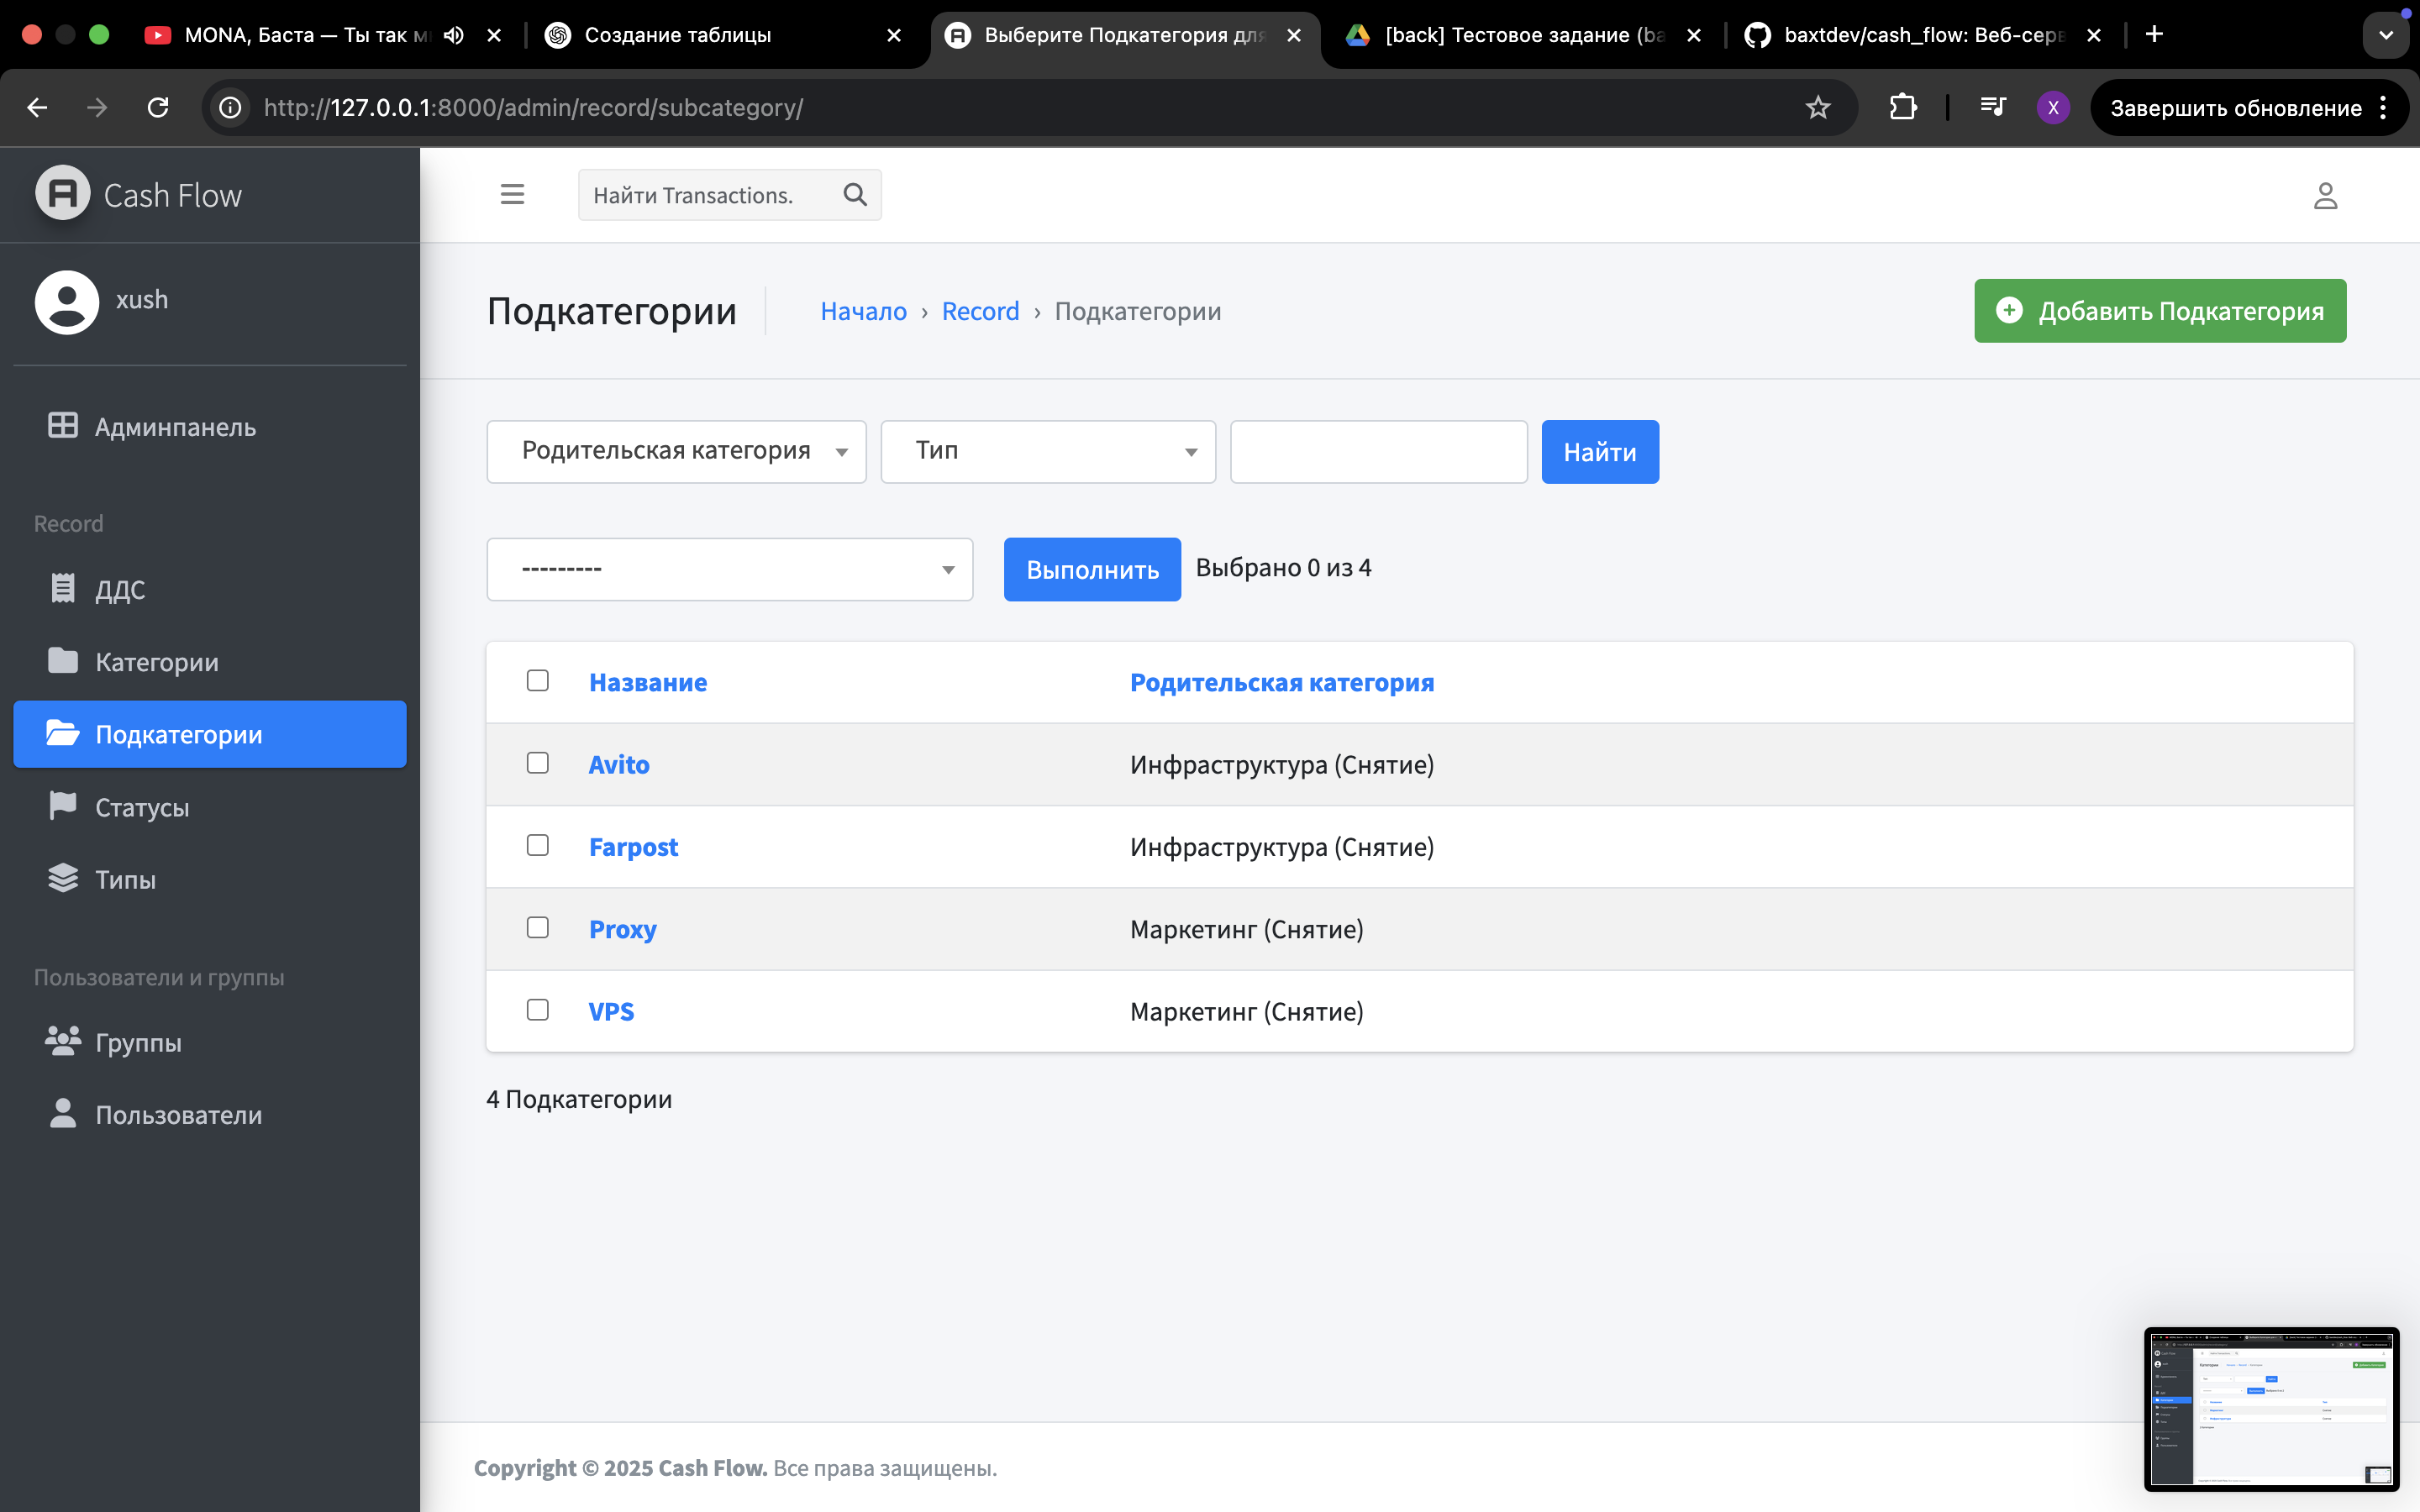 MONA, Баста — Ты так м
Создание таблицы
Выберите Подкатегория для
[back] Тестовое задание (ba
baxtdev/cash_flow: Веб-серв
http://127.0.0.1:8000/admin/record/subcategory/
X
Завершить обновление
Cash Flow
Найти Transactions.
xush
Подкатегории
Начало › Record › Подкатегории
Добавить Подкатегория
Админпанель
Родительская категория
Тип
Найти
Record
---------
Выполнить
Выбрано 0 из 4
ДДС
Категории
Подкатегории
Статусы
Типы
Название
Родительская категория
Avito
Инфраструктура (Снятие)
Farpost
Инфраструктура (Снятие)
Proxy
Маркетинг (Снятие)
VPS
Маркетинг (Снятие)
Пользователи и группы
Группы
Пользователи
4 Подкатегории
Copyright © 2025 Cash Flow. Все права защищены.